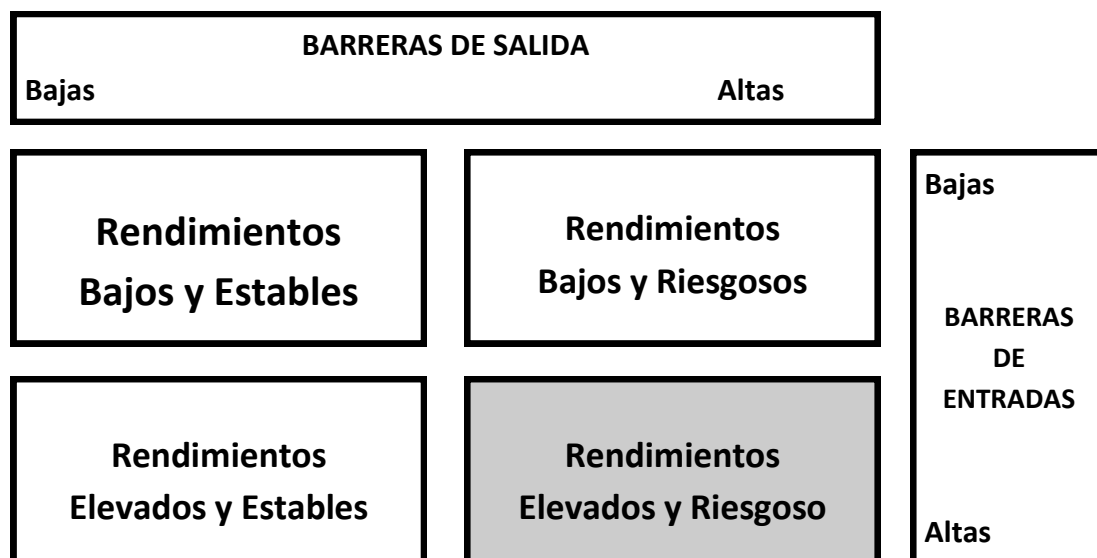 BARRERAS DE SALIDA
Bajas Altas
Rendimientos
Bajos y Estables
Rendimientos
Bajos y Riesgosos
Bajas
BARRERAS
DE
ENTRADAS
Altas
Rendimientos
Elevados y Estables
Rendimientos
Elevados y Riesgoso